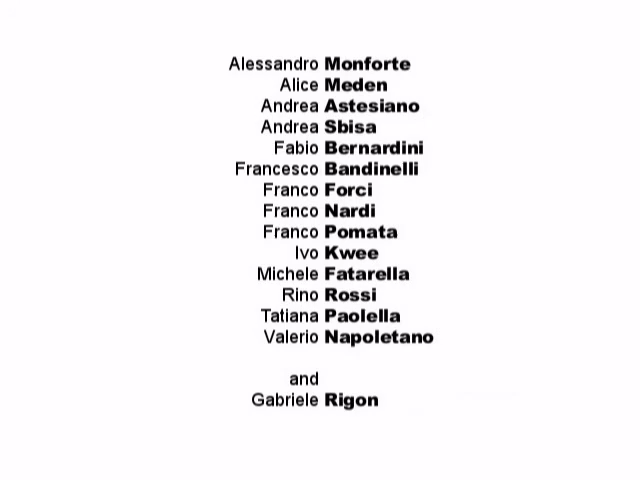 Alessandro Monforte
Alice Meden
Andrea Astesiano
Andrea Sbisa
Fabio Bernardini
Francesco Bandinelli
Franco Forci
Franco Nardi
Franco Pomata
Ivo Kwee
Michele Fatarella
Rino Rossi
Tatiana Paolella
Valerio Napoletano
and
Gabriele Rigon